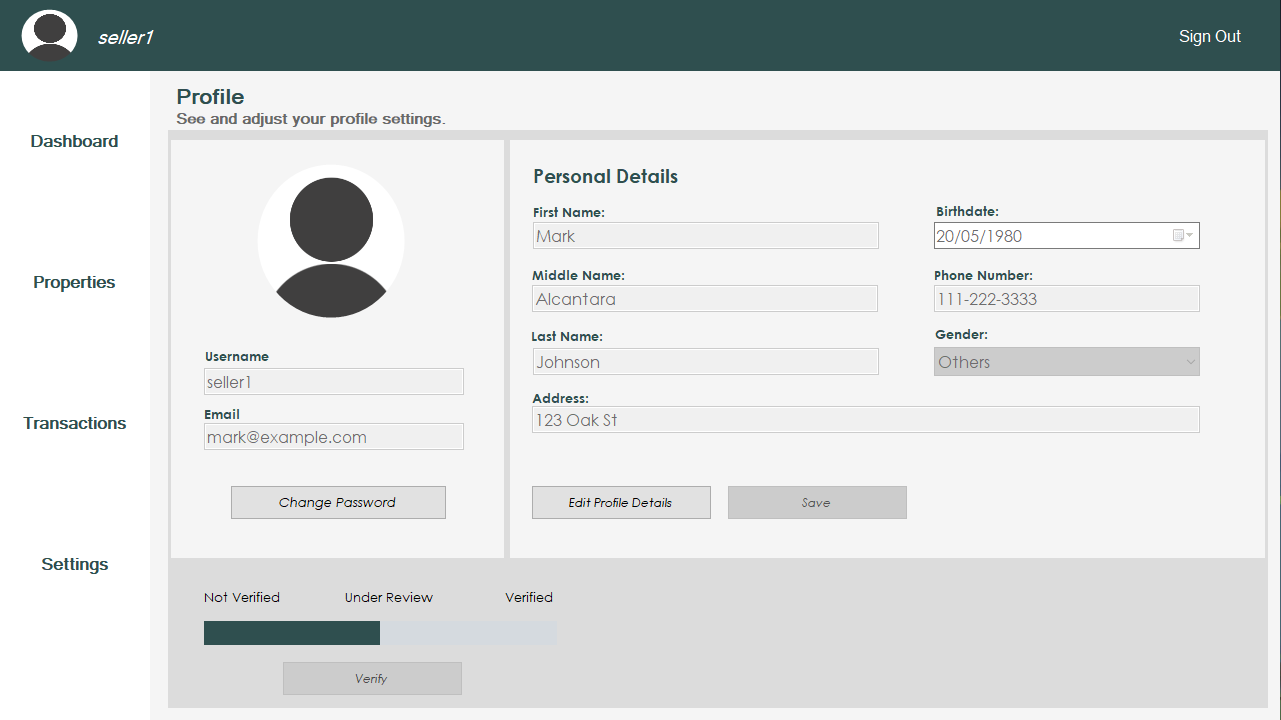 seller1
Sign Out
Dashboard
Properties
Transactions
Settings
Profile
See and adjust your profile settings.
Username
seller1
Email
mark@example.com
Change Password
Personal Details
First Name:
Mark
Middle Name:
Alcantara
Last Name:
Johnson
Address:
123 Oak St
Birthdate:
20/05/1980
Phone Number:
111-222-3333
Gender:
Others
Edit Profile Details
Save
Not Verified
Under Review
Verified
Verify